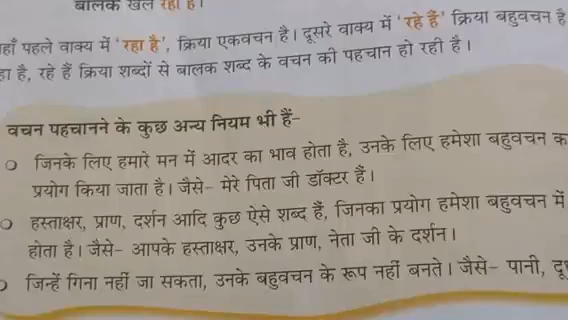 बालक खेल रहा है।
पहले वाक्य में 'रहा है', क्रिया एकवचन है। दूसरे वाक्य में 'रहे हैं' क्रिया बहुवचन है
है, रहे हैं क्रिया शब्दों से बालक शब्द के वचन की पहचान हो रही है।
वचन पहचानने के कुछ अन्य नियम भी हैं-
जिनके लिए हमारे मन में आदर का भाव होता है, उनके लिए हमेशा बहुवचन का
प्रयोग किया जाता है। जैसे- मेरे पिता जी डॉक्टर हैं।
हस्ताक्षर, प्राण, दर्शन आदि कुछ ऐसे शब्द हैं, जिनका प्रयोग हमेशा बहुवचन में
होता है। जैसे- आपके हस्ताक्षर, उनके प्राण, नेता जी के दर्शन।
जिन्हें गिना नहीं जा सकता, उनके बहुवचन के रूप नहीं बनते। जैसे- पानी,